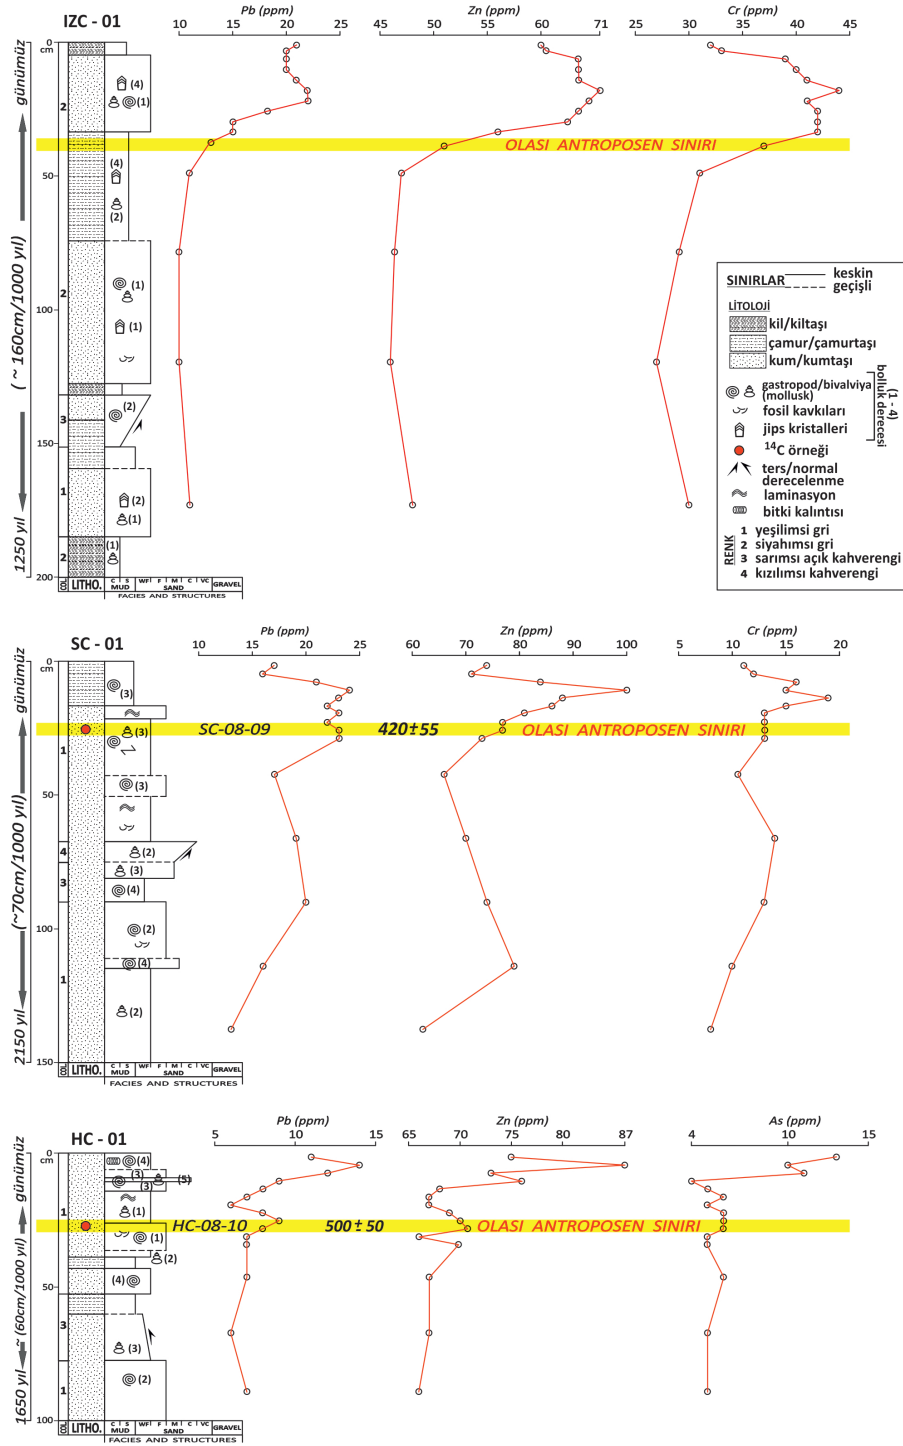 IZC - 01
Pb (ppm)
Zn (ppm)
Cr (ppm)
10 15 20 25
45 50 55 60 71
25 30 35 40 45
0
cm
50
100
150
200
günümüz
( ~ 160cm/1000 yıl)
1250 yıl
2
2
3
1
2
(4)
(1)
(4)
(2)
(1)
(1)
(2)
(2)
(1)
(1)
OLASI ANTROPOSEN SINIRI
COL LITHO. C S WF F M C VC GRAVEL
MUD SAND
FACIES AND STRUCTURES
SINIRLAR keskin
geçişli
LİTOLOJİ
kil/kiltaşı
çamur/çamurtaşı
kum/kumtaşı
gastropod/bivalviya
(mollusk)
fosil kavkıları
jips kristalleri
(1 - 4)
bolluk derecesi
14C örneği
ters/normal
derecelenme
laminasyon
bitki kalıntısı
RENK
1 yeşilimsi gri
2 siyahımsı gri
3 sarımsı açık kahverengi
4 kızılımsı kahverengi
SC - 01
Pb (ppm)
Zn (ppm)
Cr (ppm)
10 15 20 25
60 70 80 90 100
5 10 15 20
0
cm
50
100
150
günümüz
(~70cm/1000 yıl)
2150 yıl
1
4
3
1
(3)
(3)
(3)
(2)
(3)
(4)
(2)
(4)
(2)
SC-08-09 420±55 OLASI ANTROPOSEN SINIRI
COL LITHO. C S WF F M C VC GRAVEL
MUD SAND
FACIES AND STRUCTURES
HC - 01
Pb (ppm)
Zn (ppm)
As (ppm)
5 10 15
65 70 75 80 87
4 10 15
0
cm
50
100
günümüz
~ (60cm/1000 yıl)
1650 yıl
1
3
1
(4)
(3)
(5)
(3)
(1)
(1)
(2)
(4)
(3)
(2)
HC-08-10 500±50 OLASI ANTROPOSEN SINIRI
COL LITHO. C S WF F M C VC GRAVEL
MUD SAND
FACIES AND STRUCTURES